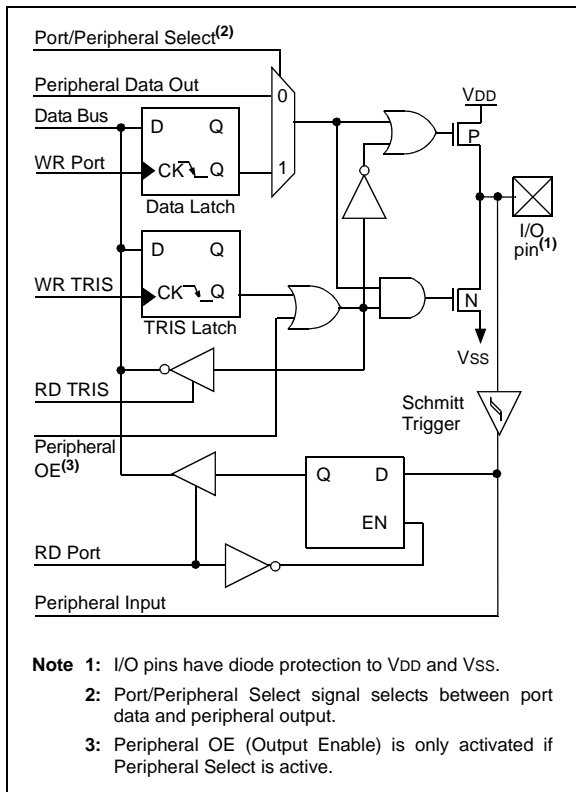 Port/Peripheral Select(2)
Peripheral Data Out
Data Bus
WR Port
D Q
CK Q
Data Latch
0
1
VDD
P
I/O
pin(1)
D Q
CK Q
WR TRIS
TRIS Latch
N
VSS
RD TRIS
Schmitt
Trigger
Peripheral
OE(3)
Q D
EN
RD Port
Peripheral Input
Note 1: I/O pins have diode protection to VDD and VSS.
2: Port/Peripheral Select signal selects between port
data and peripheral output.
3: Peripheral OE (Output Enable) is only activated if
Peripheral Select is active.